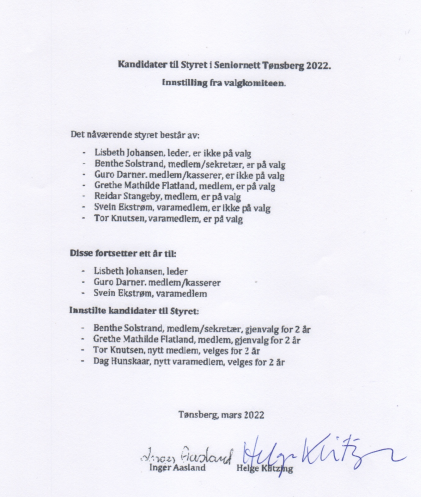 Kandidater til Styret i Seniornett Tønsberg 2022.
Innstilling fra valgkomiteen.
Det nåværende styret består av:
- Lisbeth Johansen, leder, er ikke på valg
- Benthe Solstrand, medlem/sekretær, er på valg
- Guro Darner. medlem/kasserer, er ikke på valg
- Grethe Mathilde Flatland, medlem, er på valg
- Reidar Stangeby, medlem, er på valg
- Svein Ekstrøm, varamedlem, er ikke på valg
- Tor Knutsen, varamedlem, er på valg
Disse fortsetter ett år til:
- Lisbeth Johansen, leder
- Guro Darner. medlem/kasserer
- Svein Ekstrøm, varamedlem
Innstilte kandidater til Styret:
- Benthe Solstrand, medlem/sekretær, gjenvalg for 2 år
- Grethe Mathilde Flatland, medlem, gjenvalg for 2 år
- Tor Knutsen, nytt medlem, velges for 2 år
- Dag Hunskaar, nytt varamedlem, velges for 2 år
Tønsberg, mars 2022
Inger Aasland Helge Klitzing
Inger Aasland Helge Klitzing